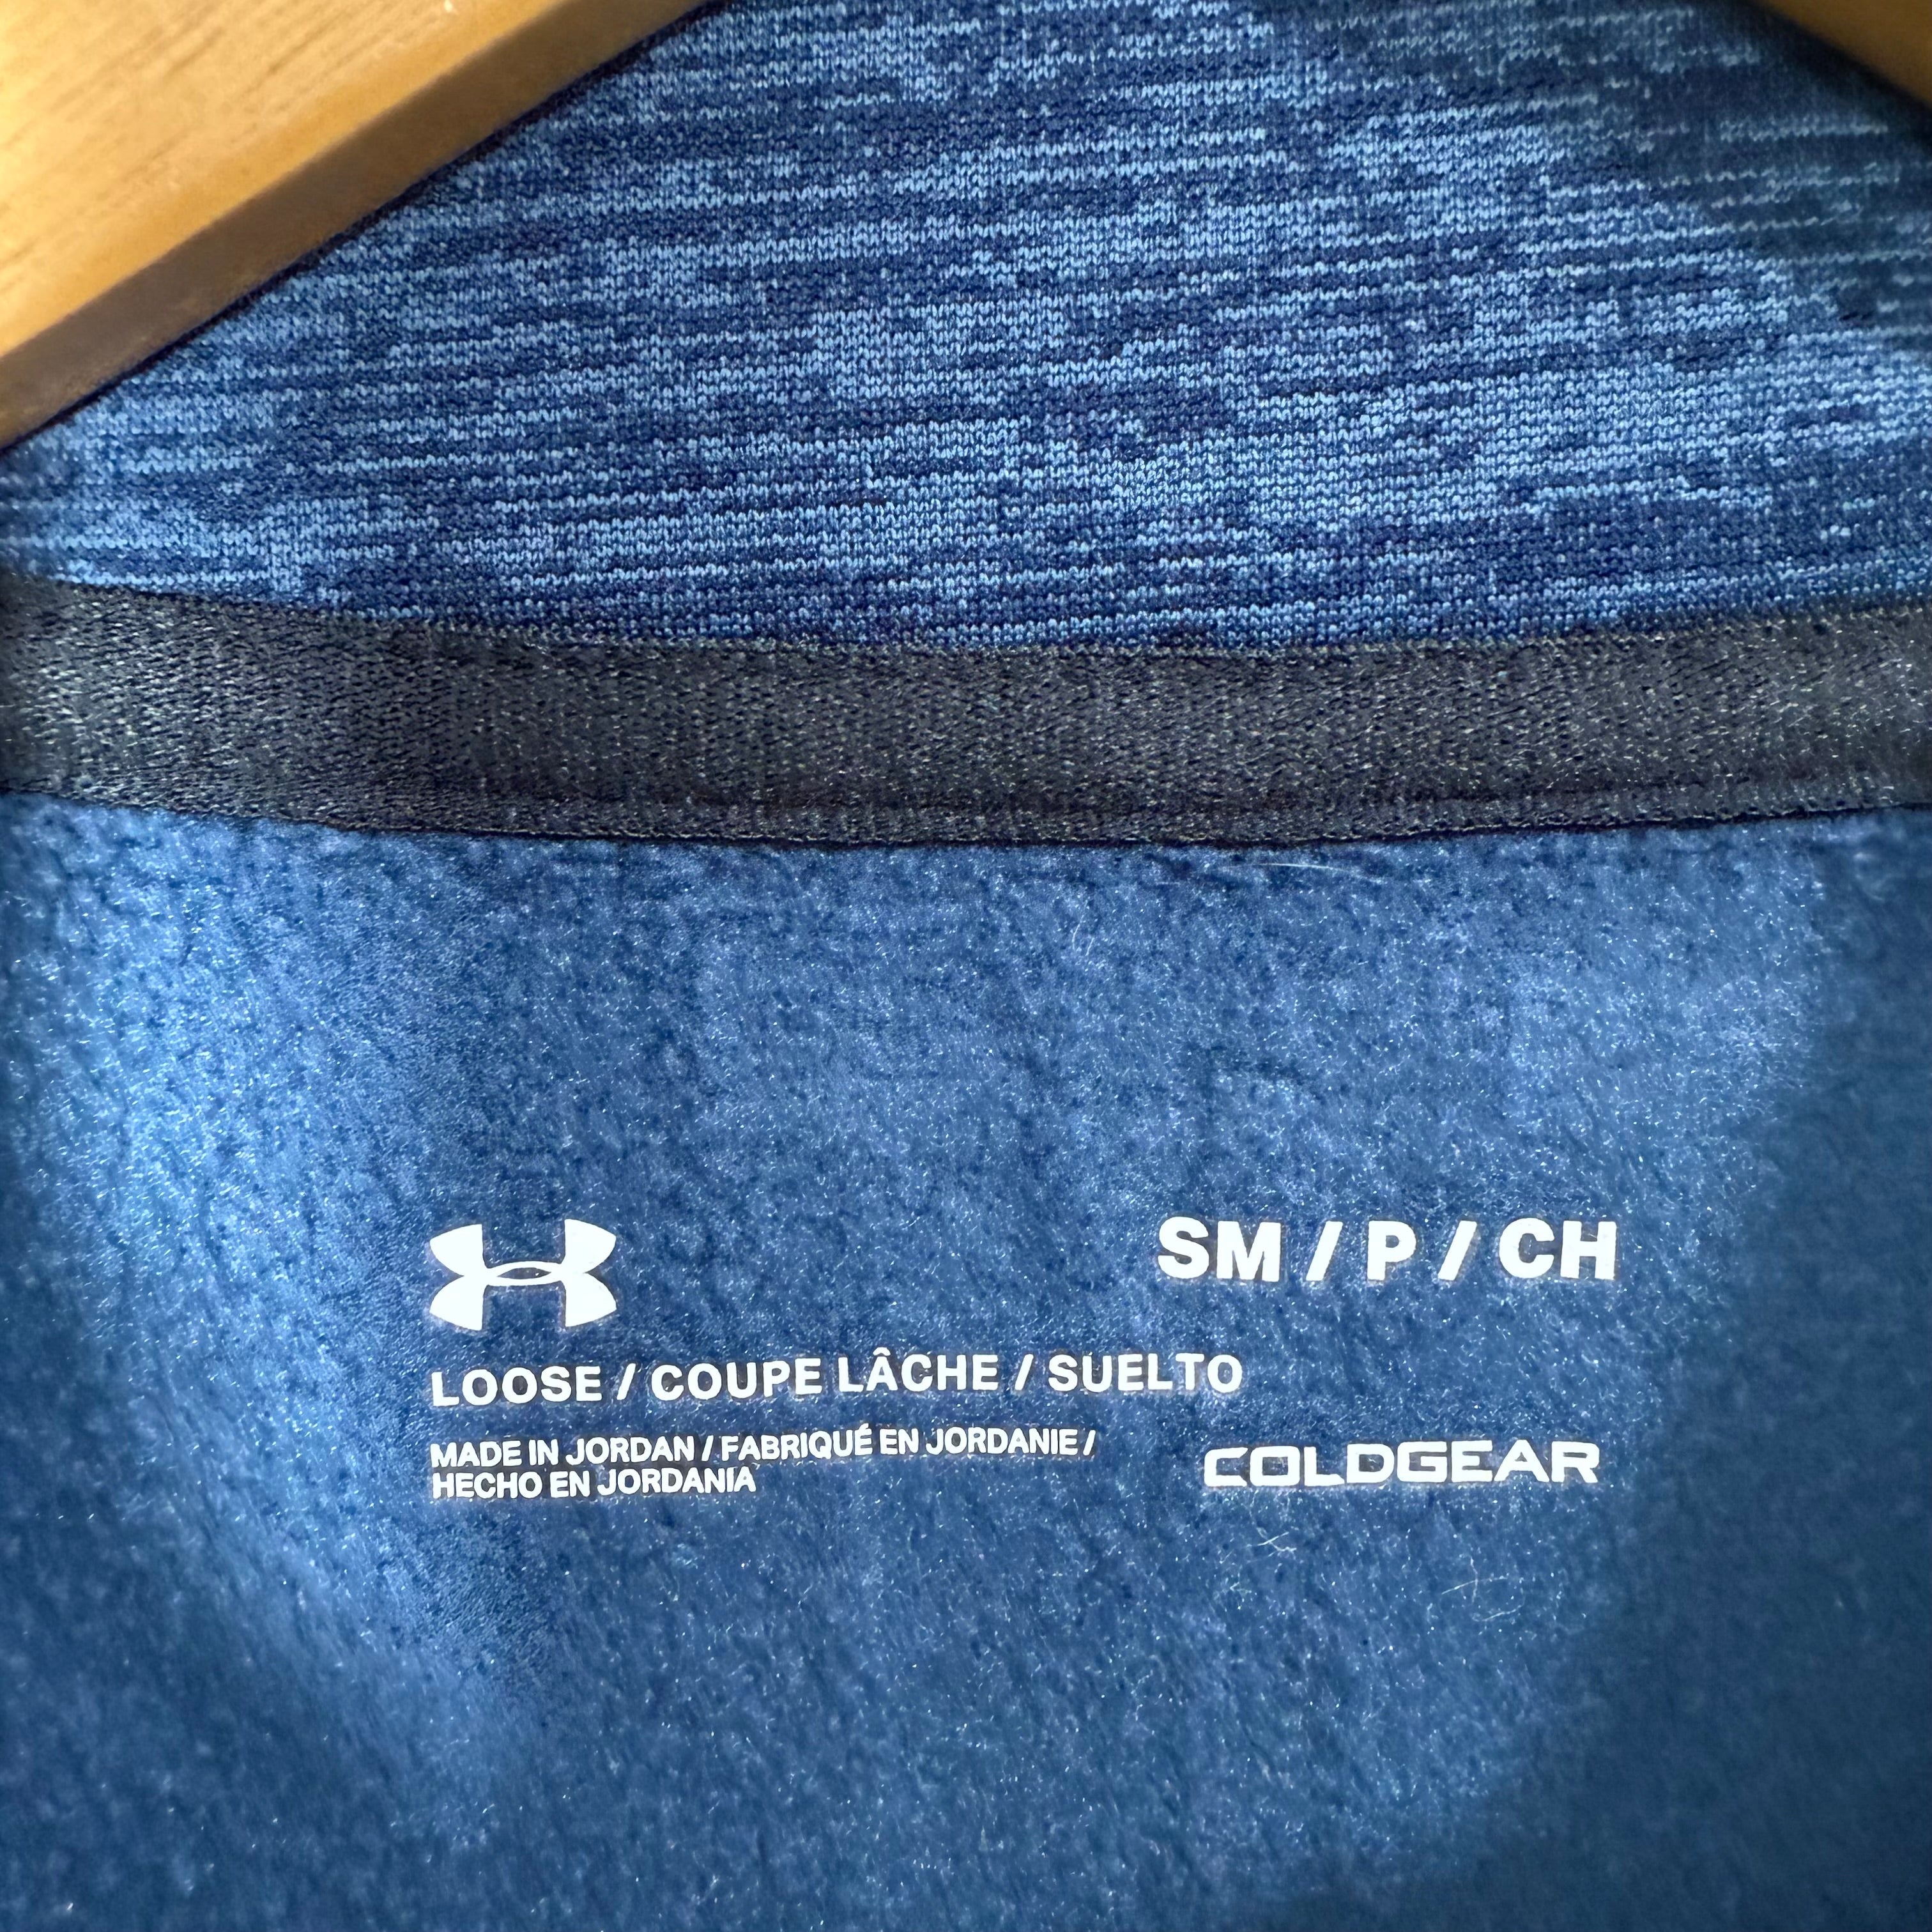 SM / P / CH
LOOSE / COUPE LÂCHE / SUELTO
MADE IN JORDAN / FABRIQUÉ EN JORDANIE /
HECHO EN JORDANIA
COLDGEAR